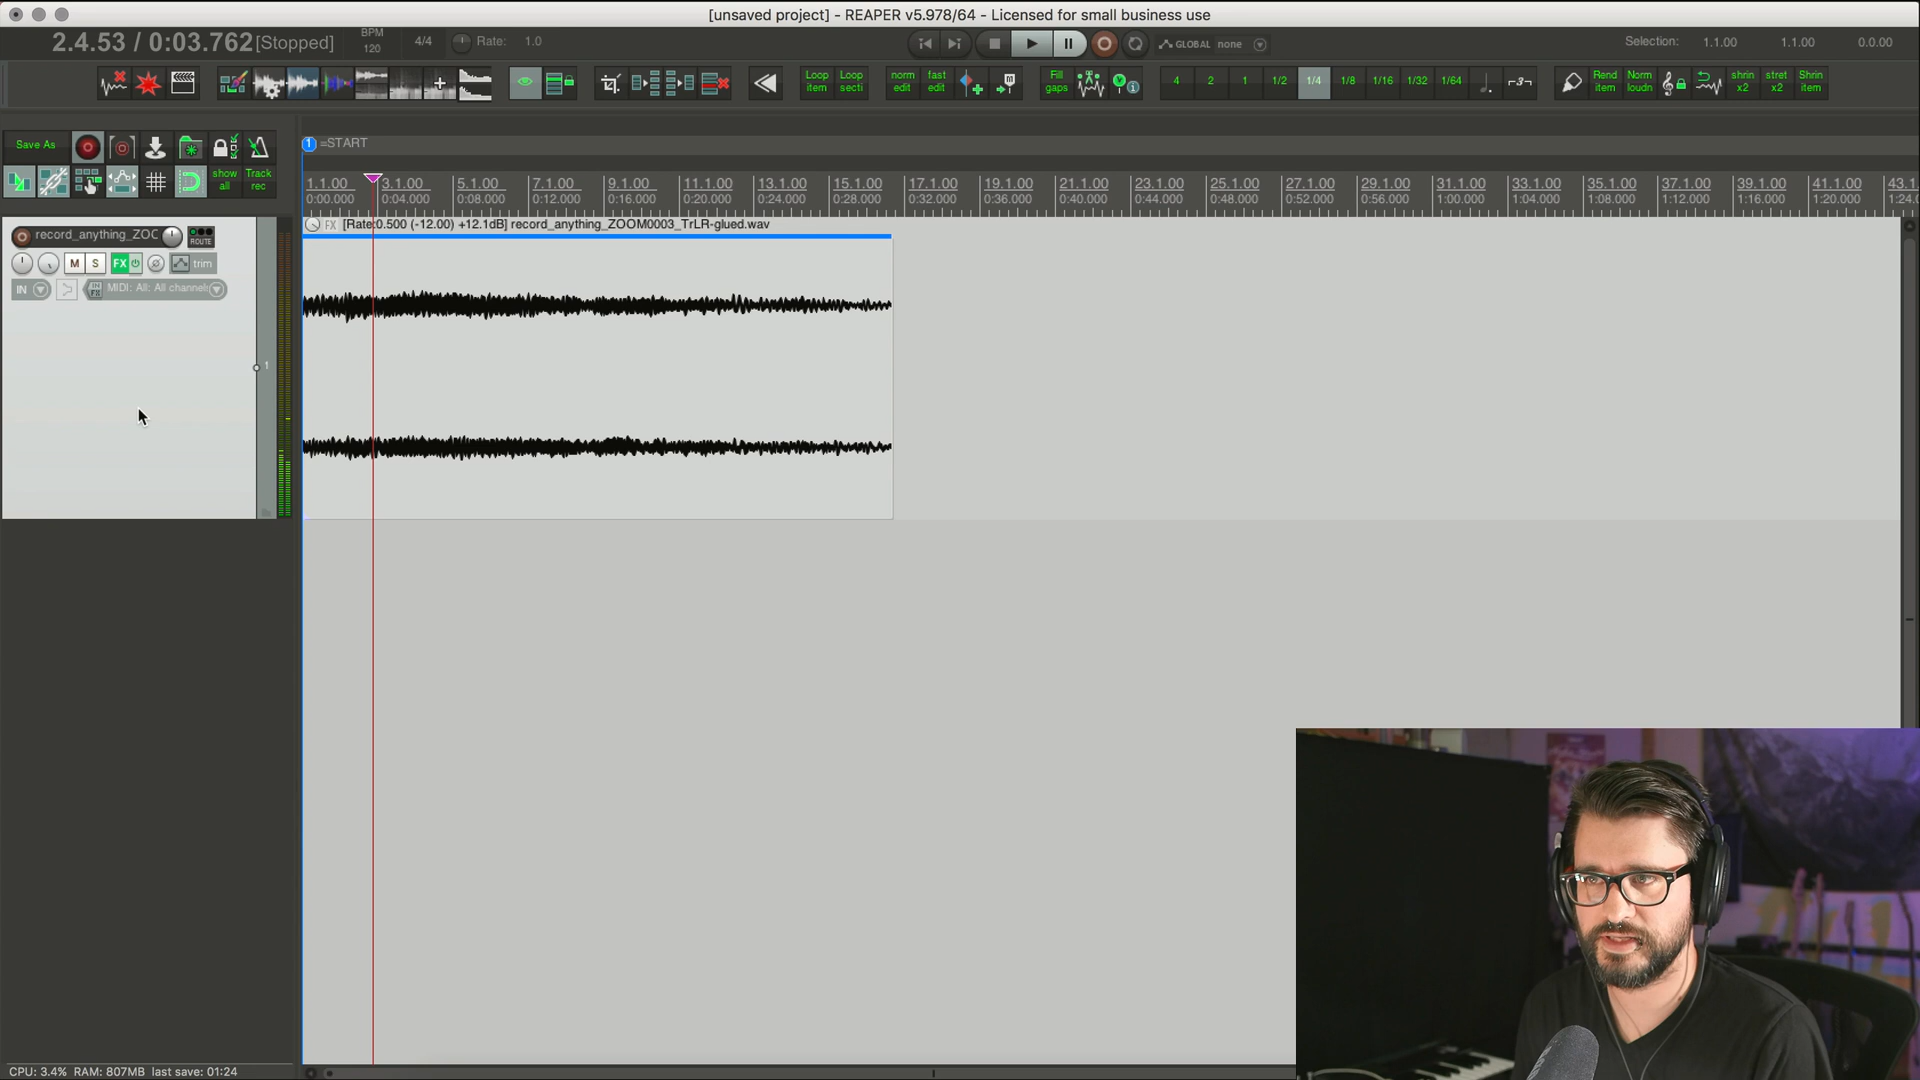 [unsaved project] - REAPER v5.978/64 - Licensed for small business use
2.4.53 / 0:03.762 [Stopped]
BPM
120
4/4
Rate: 1.0
GLOBAL none
Selection: 1.1.00 1.1.00 0.0.00
Loop item
Loop secti
norm edit
fast edit
Fill gaps
4 2 1 1/2 1/4 1/8 1/16 1/32 1/64
-3-
Rend item
Norm loudn
shrin x2
stret x2
Shrin item
Save As
show all
Track rec
1 =START
1.1.00 3.1.00 5.1.00 7.1.00 9.1.00 11.1.00 13.1.00 15.1.00 17.1.00 19.1.00 21.1.00 23.1.00 25.1.00 27.1.00 29.1.00 31.1.00 33.1.00 35.1.00 37.1.00 39.1.00 41.1.00 43.1
0:00.000 0:04.000 0:08.000 0:12.000 0:16.000 0:20.000 0:24.000 0:28.000 0:32.000 0:36.000 0:40.000 0:44.000 0:48.000 0:52.000 0:56.000 1:00.000 1:04.000 1:08.000 1:12.000 1:16.000 1:20.000 1:24.0
record_anything_ZOC
ROUTE
FX [Rate:0.500 (-12.00) +12.1dB] record_anything_ZOOM0003_TrLR-glued.wav
M S FX trim
IN IN FX MIDI: All: All channels
1
CPU: 3.4% RAM: 807MB last save: 01:24